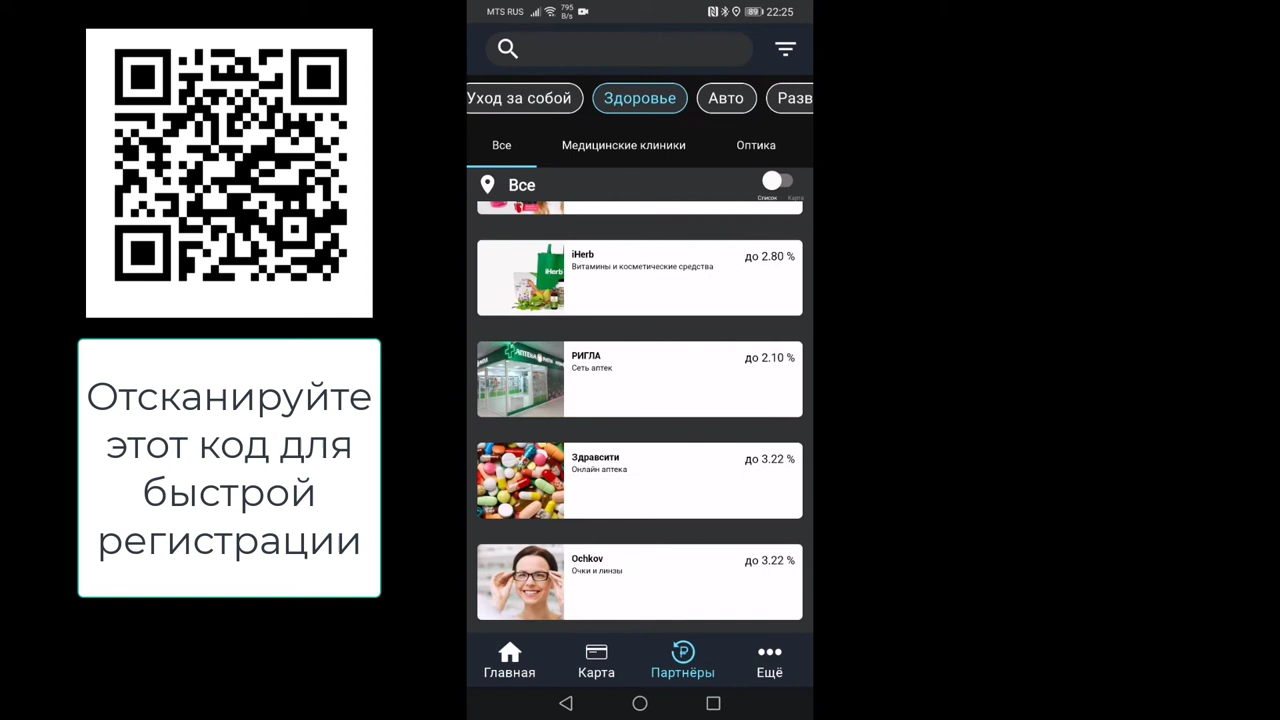 Отсканируйте
этот код для
быстрой
регистрации
MTS RUS
795
B/s
89
22:25
Уход за собой
Здоровье
Авто
Разв
Все
Медицинские клиники
Оптика
Все
Список
Карта
iHerb
Витамины и косметические средства
до 2.80 %
РИГЛА
Сеть аптек
до 2.10 %
Здравсити
Онлайн аптека
до 3.22 %
Ochkov
Очки и линзы
до 3.22 %
Главная
Карта
Партнёры
Ещё